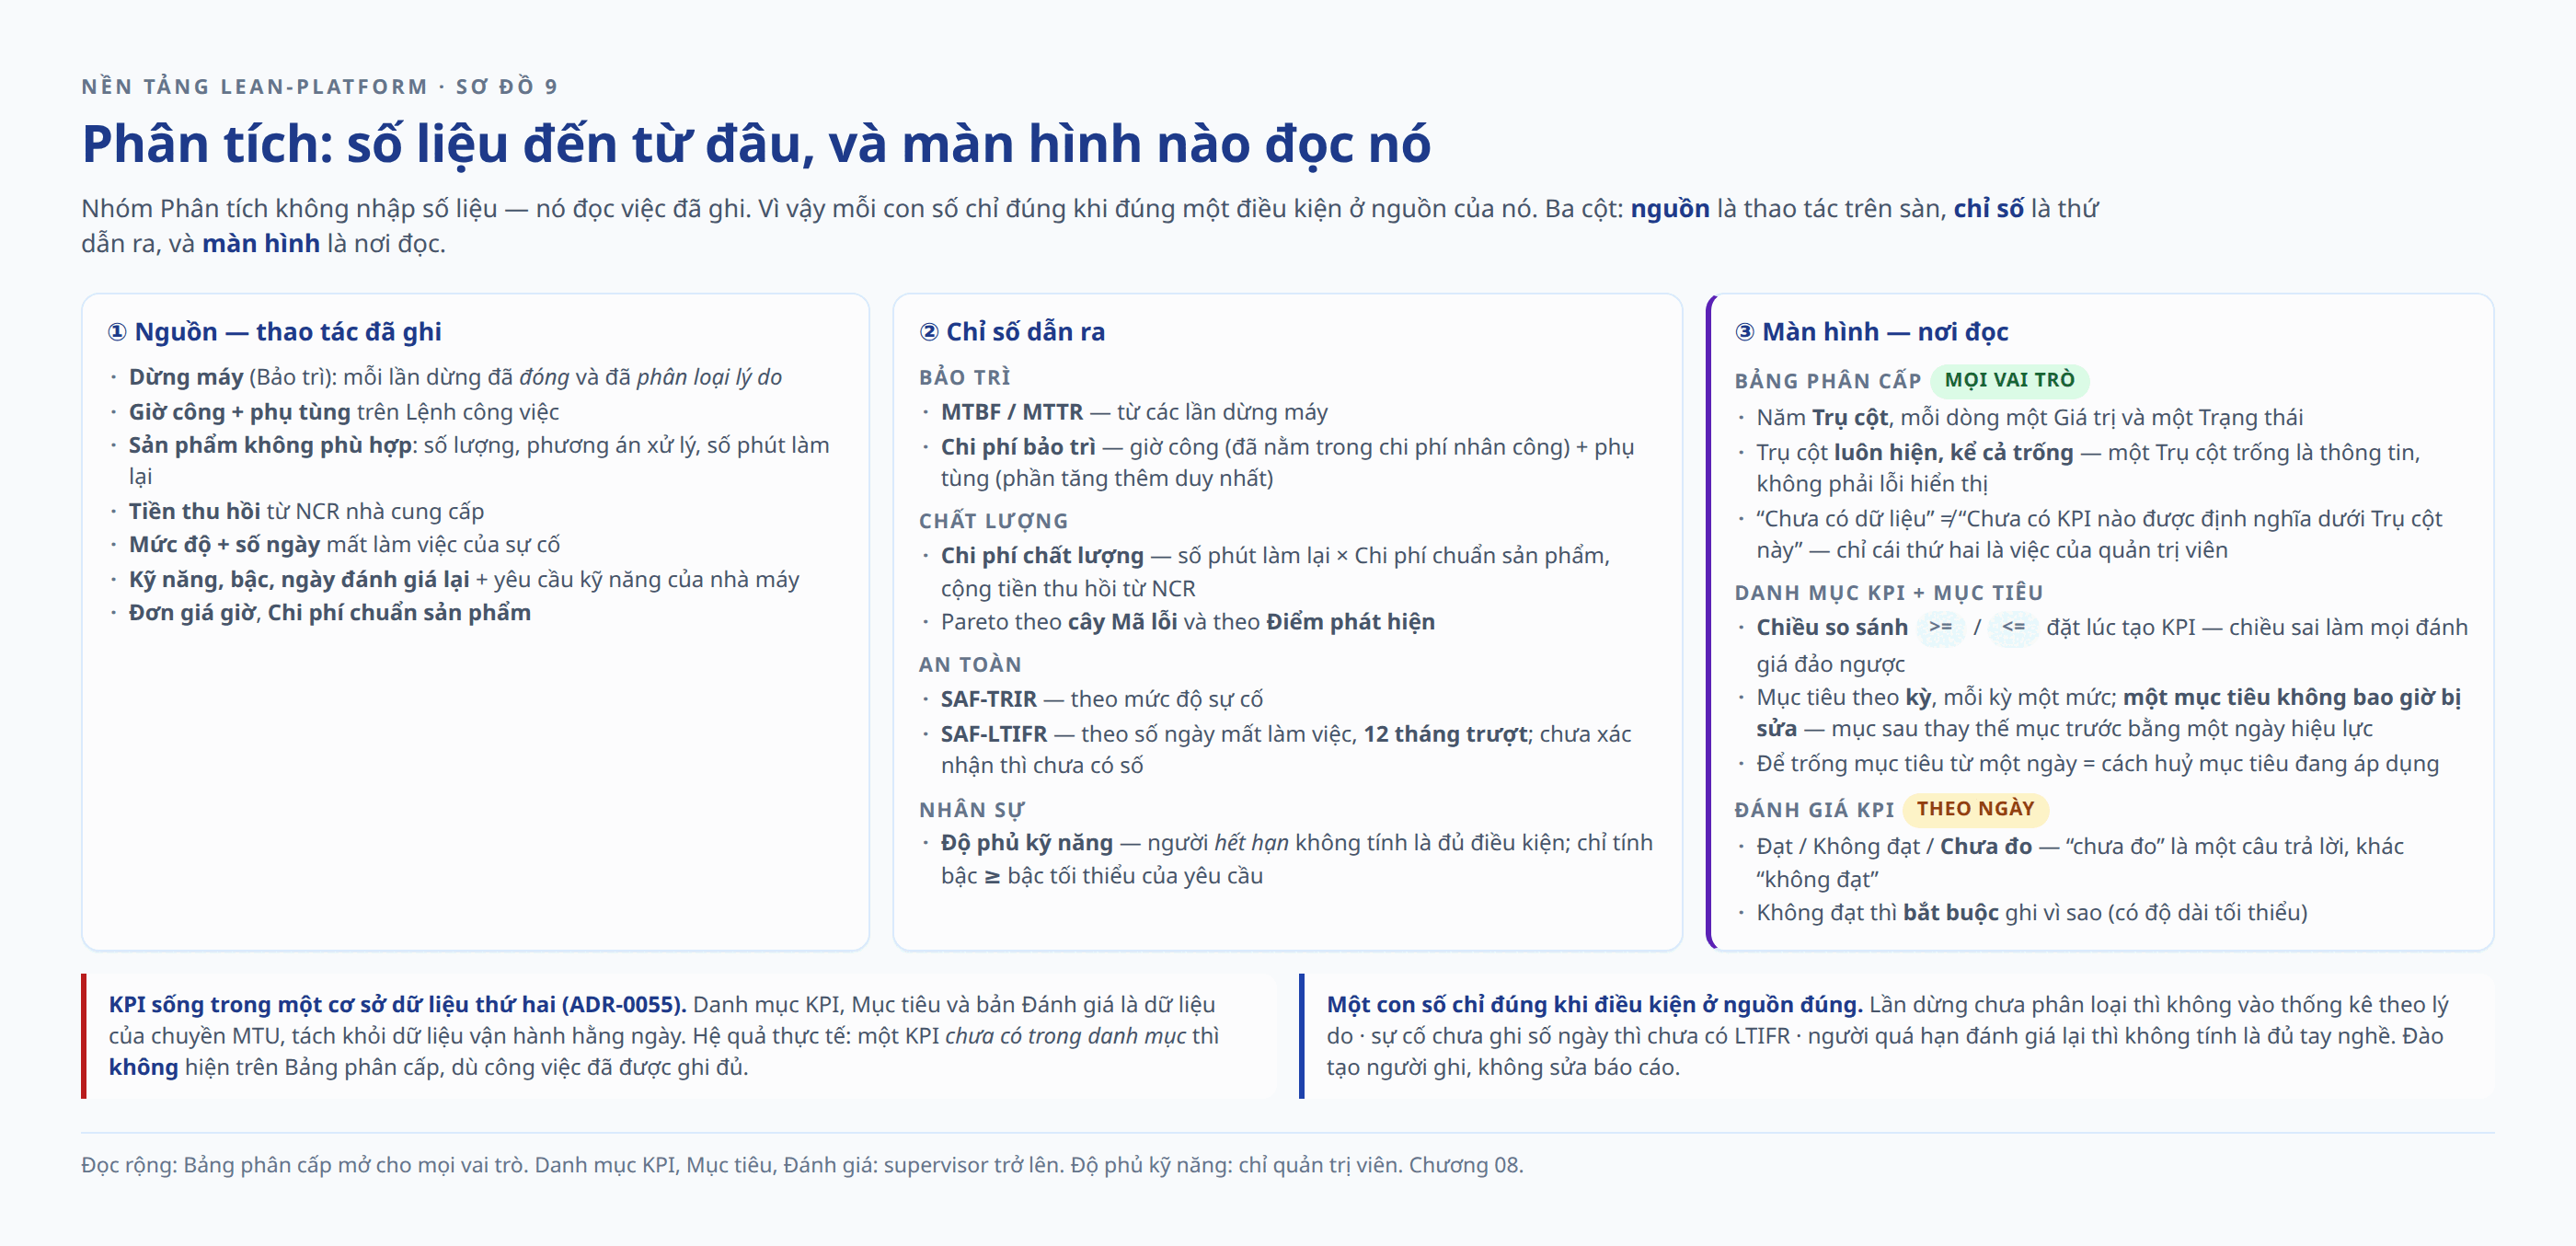 NỀN TẢNG LEAN-PLATFORM · SƠ ĐỒ 9
Phân tích: số liệu đến từ đâu, và màn hình nào đọc nó
Nhóm Phân tích không nhập số liệu — nó đọc việc đã ghi. Vì vậy mỗi con số chỉ đúng khi đúng một điều kiện ở nguồn của nó. Ba cột: nguồn là thao tác trên sàn, chỉ số là thứ
dẫn ra, và màn hình là nơi đọc.
① Nguồn — thao tác đã ghi
· Dừng máy (Bảo trì): mỗi lần dừng đã đóng và đã phân loại lý do
· Giờ công + phụ tùng trên Lệnh công việc
· Sản phẩm không phù hợp: số lượng, phương án xử lý, số phút làm
lại
· Tiền thu hồi từ NCR nhà cung cấp
· Mức độ + số ngày mất làm việc của sự cố
· Kỹ năng, bậc, ngày đánh giá lại + yêu cầu kỹ năng của nhà máy
· Đơn giá giờ, Chi phí chuẩn sản phẩm
② Chỉ số dẫn ra
BẢO TRÌ
· MTBF / MTTR — từ các lần dừng máy
· Chi phí bảo trì — giờ công (đã nằm trong chi phí nhân công) + phụ
tùng (phần tăng thêm duy nhất)
CHẤT LƯỢNG
· Chi phí chất lượng — số phút làm lại × Chi phí chuẩn sản phẩm,
cộng tiền thu hồi từ NCR
· Pareto theo cây Mã lỗi và theo Điểm phát hiện
AN TOÀN
· SAF-TRIR — theo mức độ sự cố
· SAF-LTIFR — theo số ngày mất làm việc, 12 tháng trượt; chưa xác
nhận thì chưa có số
NHÂN SỰ
· Độ phủ kỹ năng — người hết hạn không tính là đủ điều kiện; chỉ tính
bậc ≥ bậc tối thiểu của yêu cầu
③ Màn hình — nơi đọc
BẢNG PHÂN CẤP MỌI VAI TRÒ
· Năm Trụ cột, mỗi dòng một Giá trị và một Trạng thái
· Trụ cột luôn hiện, kể cả trống — một Trụ cột trống là thông tin,
không phải lỗi hiển thị
· “Chưa có dữ liệu” ≠ “Chưa có KPI nào được định nghĩa dưới Trụ cột
này” — chỉ cái thứ hai là việc của quản trị viên
DANH MỤC KPI + MỤC TIÊU
· Chiều so sánh >= / <= đặt lúc tạo KPI — chiều sai làm mọi đánh
giá đảo ngược
· Mục tiêu theo kỳ, mỗi kỳ một mức; một mục tiêu không bao giờ bị
sửa — mục sau thay thế mục trước bằng một ngày hiệu lực
· Để trống mục tiêu từ một ngày = cách huỷ mục tiêu đang áp dụng
ĐÁNH GIÁ KPI THEO NGÀY
· Đạt / Không đạt / Chưa đo — “chưa đo” là một câu trả lời, khác
“không đạt”
· Không đạt thì bắt buộc ghi vì sao (có độ dài tối thiểu)
KPI sống trong một cơ sở dữ liệu thứ hai (ADR-0055). Danh mục KPI, Mục tiêu và bản Đánh giá là dữ liệu
của chuyền MTU, tách khỏi dữ liệu vận hành hằng ngày. Hệ quả thực tế: một KPI chưa có trong danh mục thì
không hiện trên Bảng phân cấp, dù công việc đã được ghi đủ.
Một con số chỉ đúng khi điều kiện ở nguồn đúng. Lần dừng chưa phân loại thì không vào thống kê theo lý
do · sự cố chưa ghi số ngày thì chưa có LTIFR · người quá hạn đánh giá lại thì không tính là đủ tay nghề. Đào
tạo người ghi, không sửa báo cáo.
Đọc rộng: Bảng phân cấp mở cho mọi vai trò. Danh mục KPI, Mục tiêu, Đánh giá: supervisor trở lên. Độ phủ kỹ năng: chỉ quản trị viên. Chương 08.